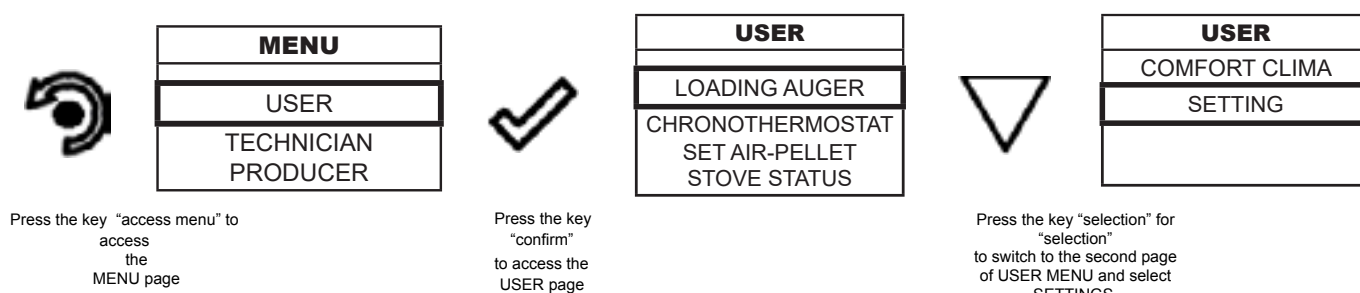 MENU
USER
TECHNICIAN
PRODUCER
Press the key “access menu” to
access
the
MENU page
USER
LOADING AUGER
CHRONOTHERMOSTAT
SET AIR-PELLET
STOVE STATUS
Press the key
“confirm”
to access the
USER page
USER
COMFORT CLIMA
SETTING
Press the key “selection” for
“selection”
to switch to the second page
of USER MENU and select
SETTINGS